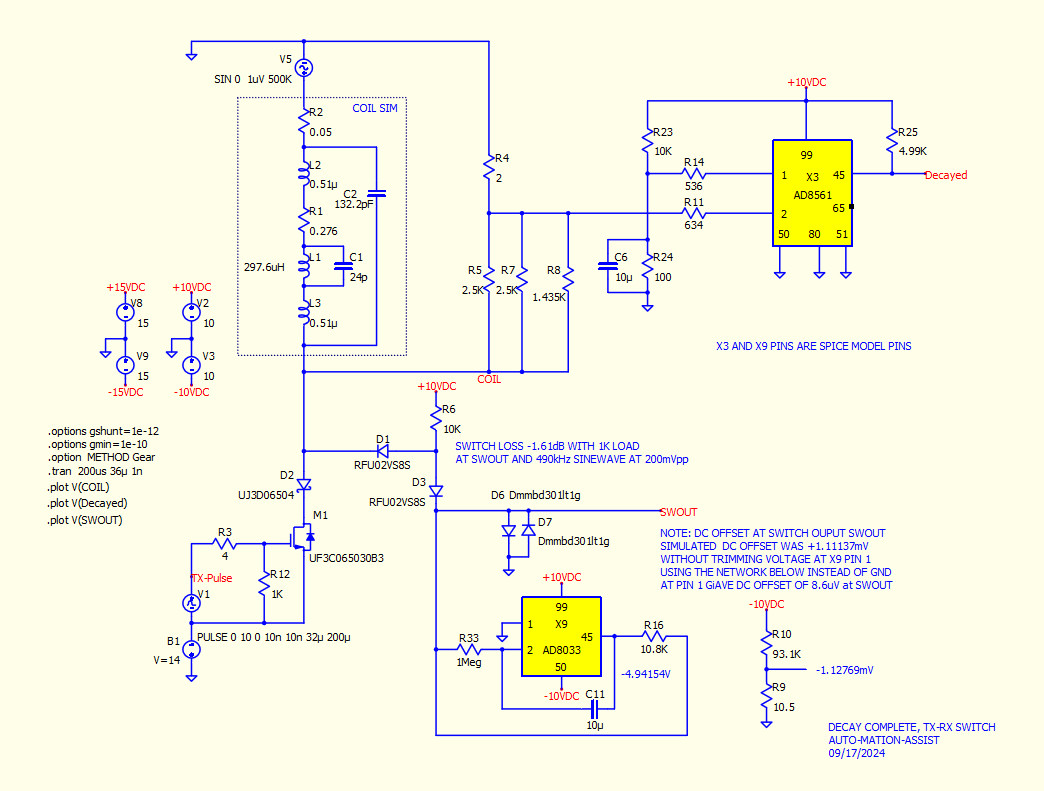 V5
SIN 0 1uV 500K
COIL SIM
R2
0.05
L2
0.51µ
C2
132.2pF
R1
0.276
L1
297.6uH
C1
24p
L3
0.51µ
R4
2
R5
2.5K
R7
2.5K
R8
1.435K
COIL
+10VDC
R23
10K
R25
4.99K
R14
536
R11
634
99
1
X3
45
AD8561
65
2
50
80
51
Decayed
C6
10µ
R24
100
X3 AND X9 PINS ARE SPICE MODEL PINS
+15VDC
V8
15
V9
15
-15VDC
+10VDC
V2
10
V3
10
-10VDC
.options gshunt=1e-12
.options gmin=1e-10
.option METHOD Gear
.tran 200us 36µ 1n
.plot V(COIL)
.plot V(Decayed)
.plot V(SWOUT)
+10VDC
R6
10K
D1
RFU02VS8S
SWITCH LOSS -1.61dB WITH 1K LOAD
AT SWOUT AND 490kHz SINEWAVE AT 200mVpp
D2
UJ3D06504
D3
RFU02VS8S
D6 Dmmbd301lt1g
D7
Dmmbd301lt1g
SWOUT
M1
UF3C065030B3
R3
4
R12
1K
TX-Pulse
V1
PULSE 0 10 0 10n 10n 32µ 200µ
B1
V=14
NOTE: DC OFFSET AT SWITCH OUPUT SWOUT
SIMULATED DC OFFSET WAS +1.11137mV
WITHOUT TRIMMING VOLTAGE AT X9 PIN 1
USING THE NETWORK BELOW INSTEAD OF GND
AT PIN 1 GiAVE DC OFFSET OF 8.6uV at SWOUT
+10VDC
99
1
X9
45
2
AD8033
50
-10VDC
R33
1Meg
R16
10.8K
-4.94154V
C11
10µ
-10VDC
R10
93.1K
-1.12769mV
R9
10.5
DECAY COMPLETE, TX-RX SWITCH
AUTO-MATION-ASSIST
09/17/2024